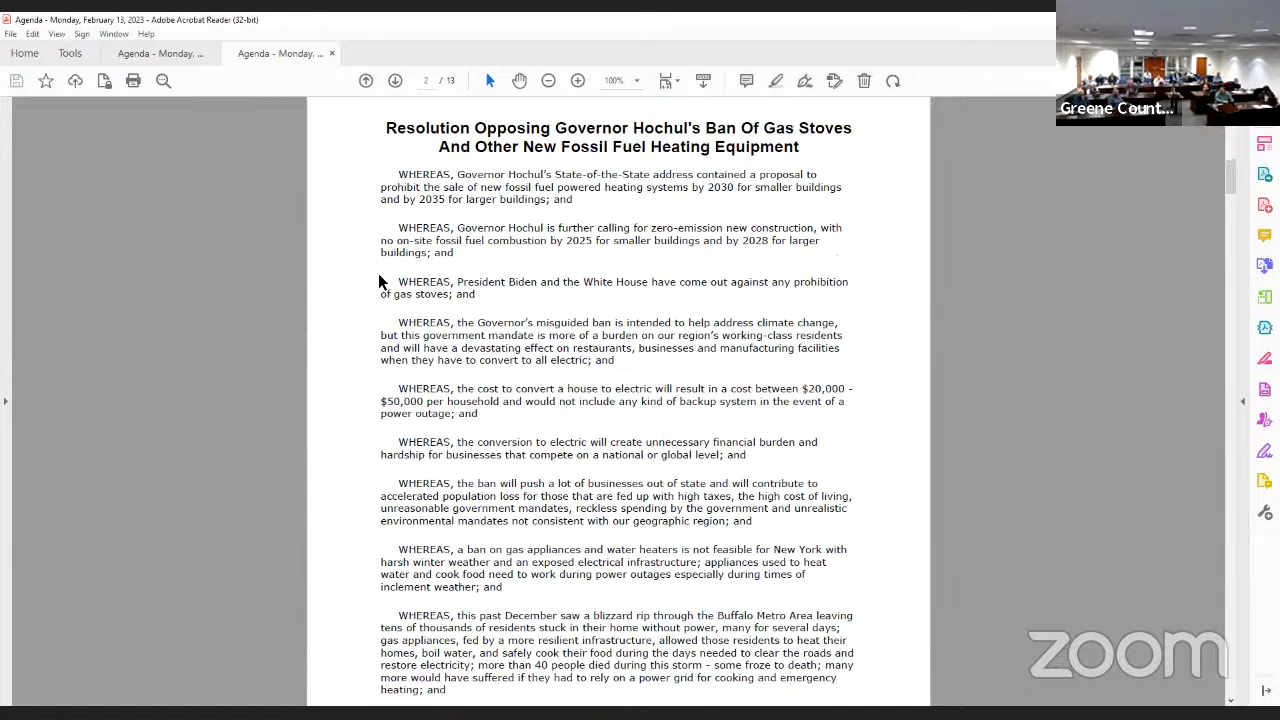 Agenda - Monday, February 13, 2023 - Adobe Acrobat Reader (32-bit)
File Edit View Sign Window Help
Home Tools Agenda - Monday, ... Agenda - Monday, ... ×
2 / 13 100%
Greene Count...
Resolution Opposing Governor Hochul's Ban Of Gas Stoves
And Other New Fossil Fuel Heating Equipment
WHEREAS, Governor Hochul's State-of-the-State address contained a proposal to
prohibit the sale of new fossil fuel powered heating systems by 2030 for smaller buildings
and by 2035 for larger buildings; and
WHEREAS, Governor Hochul is further calling for zero-emission new construction, with
no on-site fossil fuel combustion by 2025 for smaller buildings and by 2028 for larger
buildings; and
WHEREAS, President Biden and the White House have come out against any prohibition
of gas stoves; and
WHEREAS, the Governor's misguided ban is intended to help address climate change,
but this government mandate is more of a burden on our region's working-class residents
and will have a devastating effect on restaurants, businesses and manufacturing facilities
when they have to convert to all electric; and
WHEREAS, the cost to convert a house to electric will result in a cost between $20,000 -
$50,000 per household and would not include any kind of backup system in the event of a
power outage; and
WHEREAS, the conversion to electric will create unnecessary financial burden and
hardship for businesses that compete on a national or global level; and
WHEREAS, the ban will push a lot of businesses out of state and will contribute to
accelerated population loss for those that are fed up with high taxes, the high cost of living,
unreasonable government mandates, reckless spending by the government and unrealistic
environmental mandates not consistent with our geographic region; and
WHEREAS, a ban on gas appliances and water heaters is not feasible for New York with
harsh winter weather and an exposed electrical infrastructure; appliances used to heat
water and cook food need to work during power outages especially during times of
inclement weather; and
WHEREAS, this past December saw a blizzard rip through the Buffalo Metro Area leaving
tens of thousands of residents stuck in their home without power, many for several days;
gas appliances, fed by a more resilient infrastructure, allowed those residents to heat their
homes, boil water, and safely cook their food during the days needed to clear the roads and
restore electricity; more than 40 people died during this storm - some froze to death; many
more would have suffered if they had to rely on a power grid for cooking and emergency
heating; and
zoom